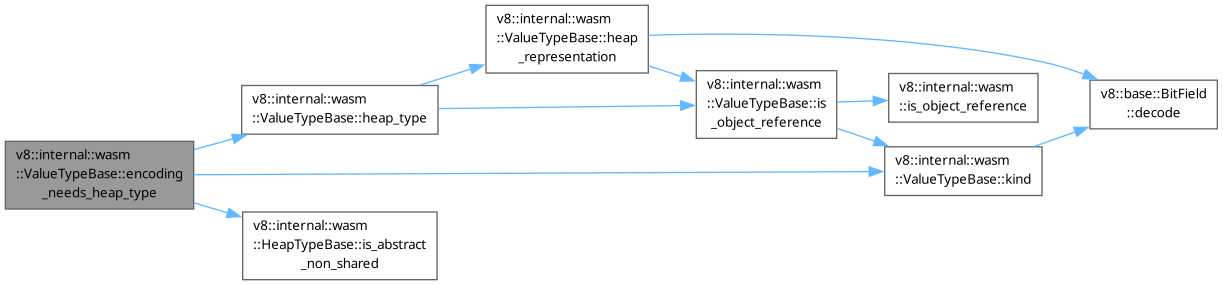 v8::internal::wasm
::ValueTypeBase::heap
_representation
v8::internal::wasm
::ValueTypeBase::is
_object_reference
v8::internal::wasm
::is_object_reference
v8::base::BitField
::decode
v8::internal::wasm
::ValueTypeBase::heap_type
v8::internal::wasm
::ValueTypeBase::encoding
_needs_heap_type
v8::internal::wasm
::ValueTypeBase::kind
v8::internal::wasm
::HeapTypeBase::is_abstract
_non_shared